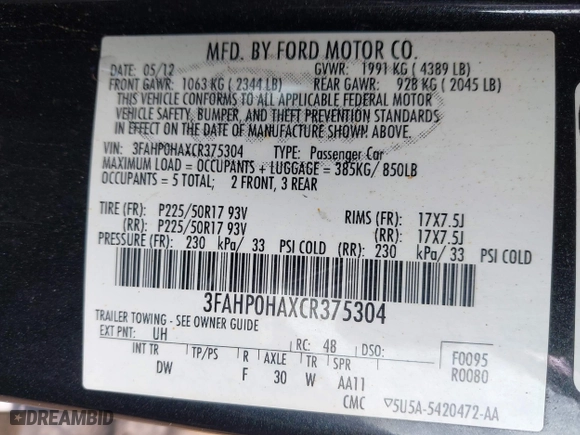 MFD. BY FORD MOTOR CO.
DATE: 05/12 GVWR: 1991 KG ( 4389 LB)
FRONT GAWR: 1063 KG ( 2344 LB) REAR GAWR: 928 KG ( 2045 LB)
THIS VEHICLE CONFORMS TO ALL APPLICABLE FEDERAL MOTOR
VEHICLE SAFETY, BUMPER, AND THEFT PREVENTION STANDARDS
IN EFFECT ON THE DATE OF MANUFACTURE SHOWN ABOVE.
VIN: 3FAHP0HAXCR375304 TYPE: Passenger Car
MAXIMUM LOAD = OCCUPANTS + LUGGAGE = 385KG/ 850LB
OCCUPANTS = 5 TOTAL; 2 FRONT, 3 REAR
TIRE (FR): P225/50R17 93V RIMS (FR): 17X7.5J
(RR): P225/50R17 93V (RR): 17X7.5J
PRESSURE (FR): 230 kPa/ 33 PSI COLD (RR): 230 kPa/ 33 PSI COLD
3FAHP0HAXCR375304
TRAILER TOWING - SEE OWNER GUIDE
EXT PNT: UH RC: 48 DSO: F0095
INT TR TP/PS R AXLE TR SPR R0080
DW F 30 W AA11
CMC ▽5U5A-5420472-AA
DREAMBID